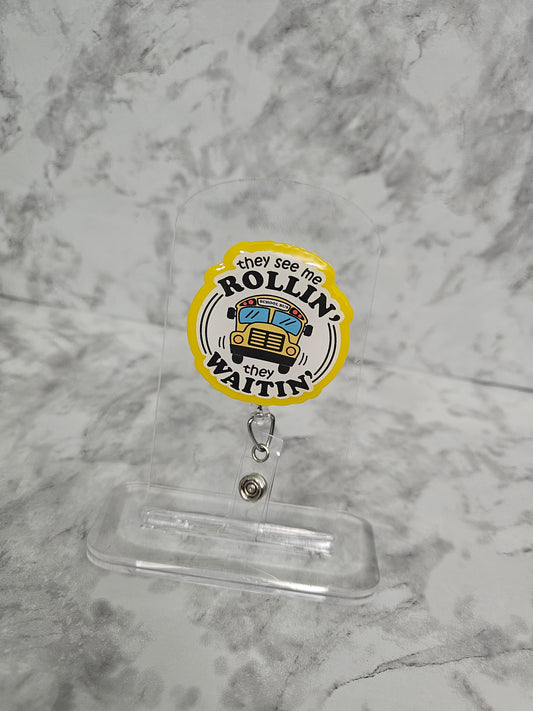 they see me
ROLLIN'
SCHOOL BUS
they
WAITIN'